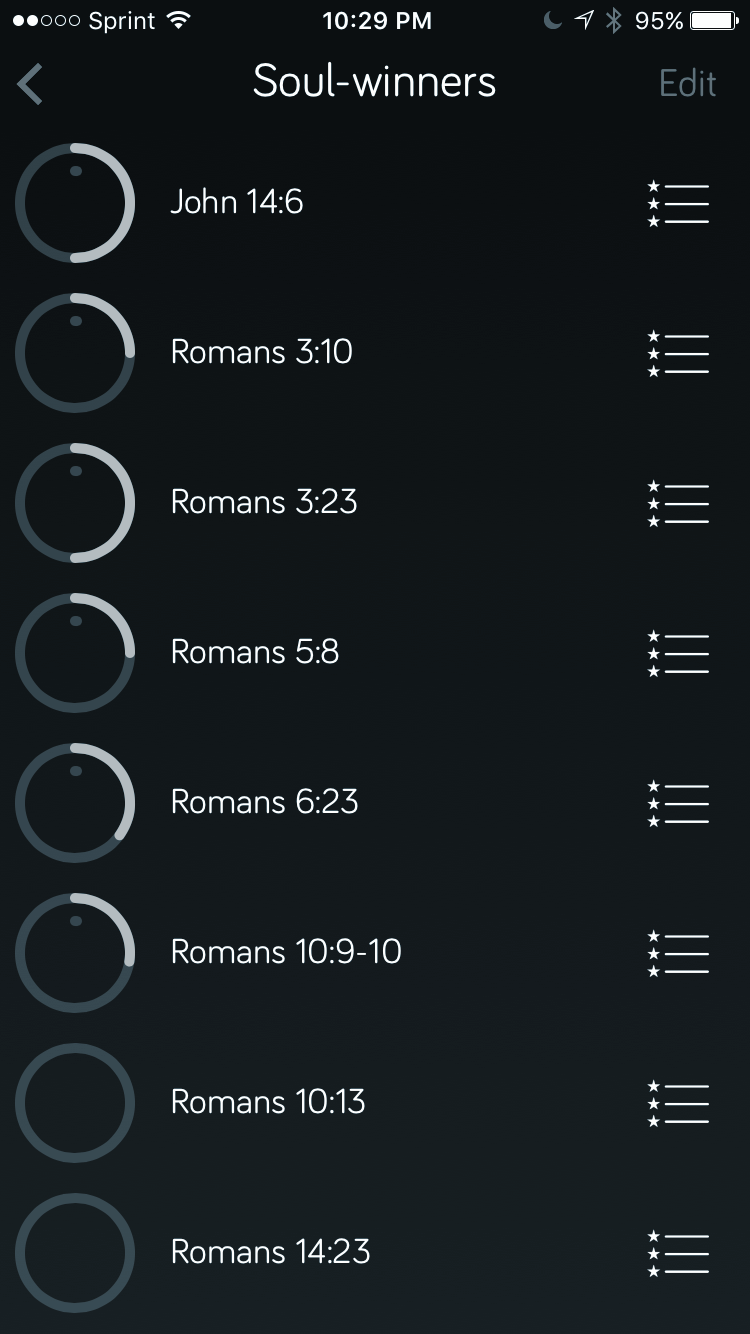 Sprint 10:29 PM 95%
Soul-winners Edit
John 14:6
Romans 3:10
Romans 3:23
Romans 5:8
Romans 6:23
Romans 10:9-10
Romans 10:13
Romans 14:23